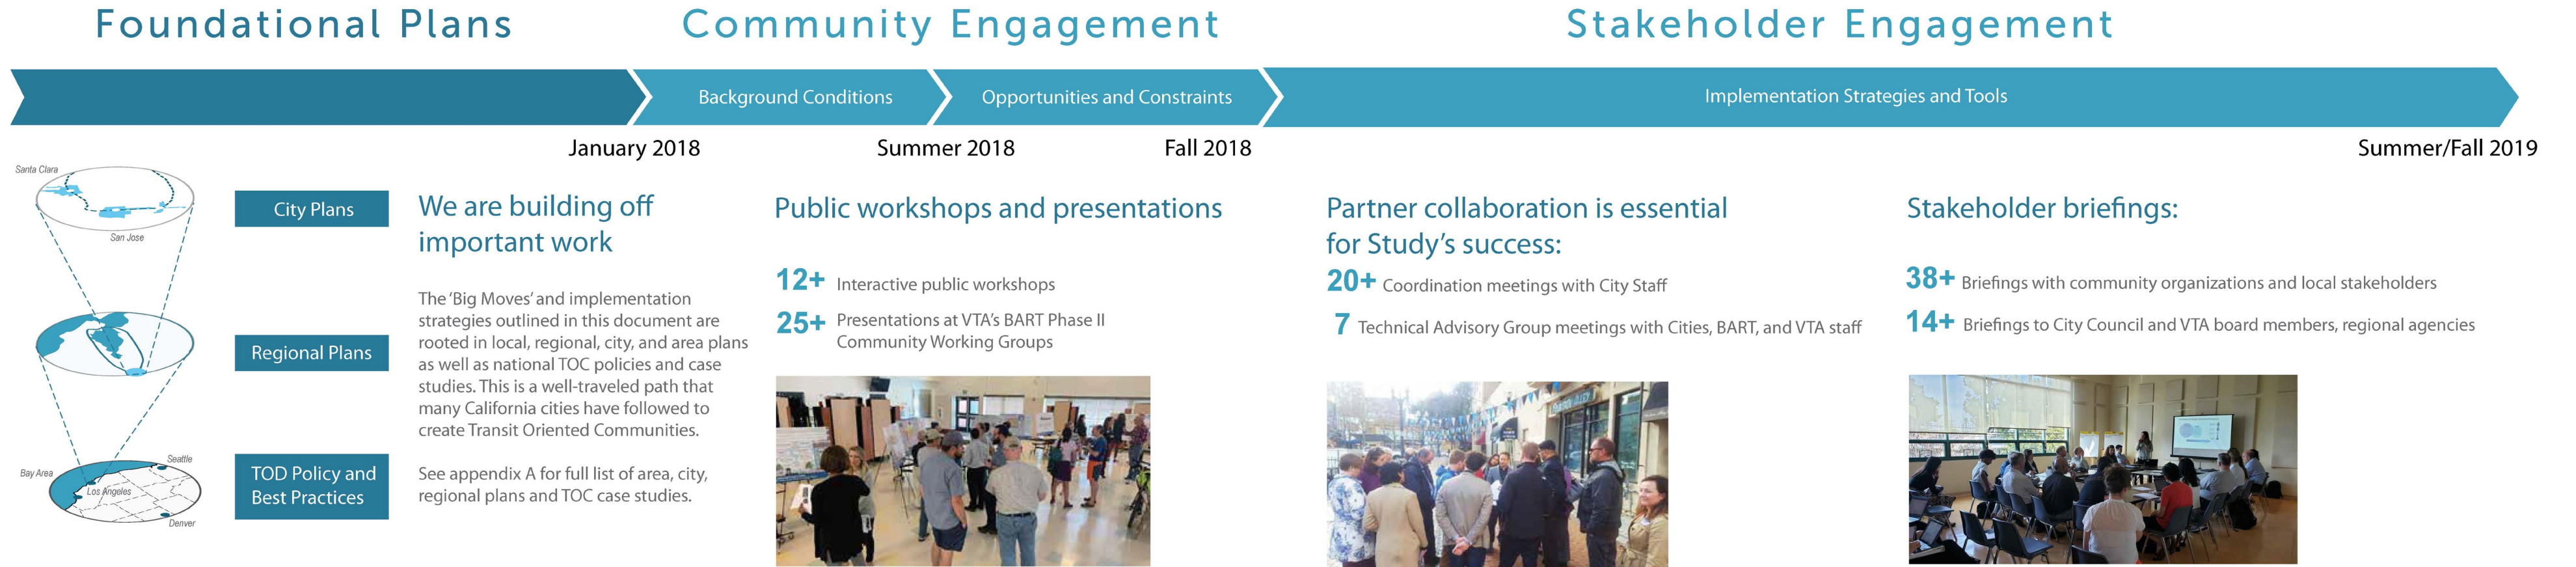 Foundational Plans
Community Engagement
Stakeholder Engagement
Background Conditions
Opportunities and Constraints
Implementation Strategies and Tools
January 2018
Summer 2018
Fall 2018
Summer/Fall 2019
Santa Clara
San Jose
City Plans
Regional Plans
Seattle
Bay Area
Los Angeles
Denver
TOD Policy and
Best Practices
We are building off
important work
The 'Big Moves' and implementation
strategies outlined in this document are
rooted in local, regional, city, and area plans
as well as national TOC policies and case
studies. This is a well-traveled path that
many California cities have followed to
create Transit Oriented Communities.
See appendix A for full list of area, city,
regional plans and TOC case studies.
Public workshops and presentations
12+ Interactive public workshops
25+ Presentations at VTA's BART Phase II
Community Working Groups
Partner collaboration is essential
for Study's success:
20+ Coordination meetings with City Staff
7 Technical Advisory Group meetings with Cities, BART, and VTA staff
Stakeholder briefings:
38+ Briefings with community organizations and local stakeholders
14+ Briefings to City Council and VTA board members, regional agencies